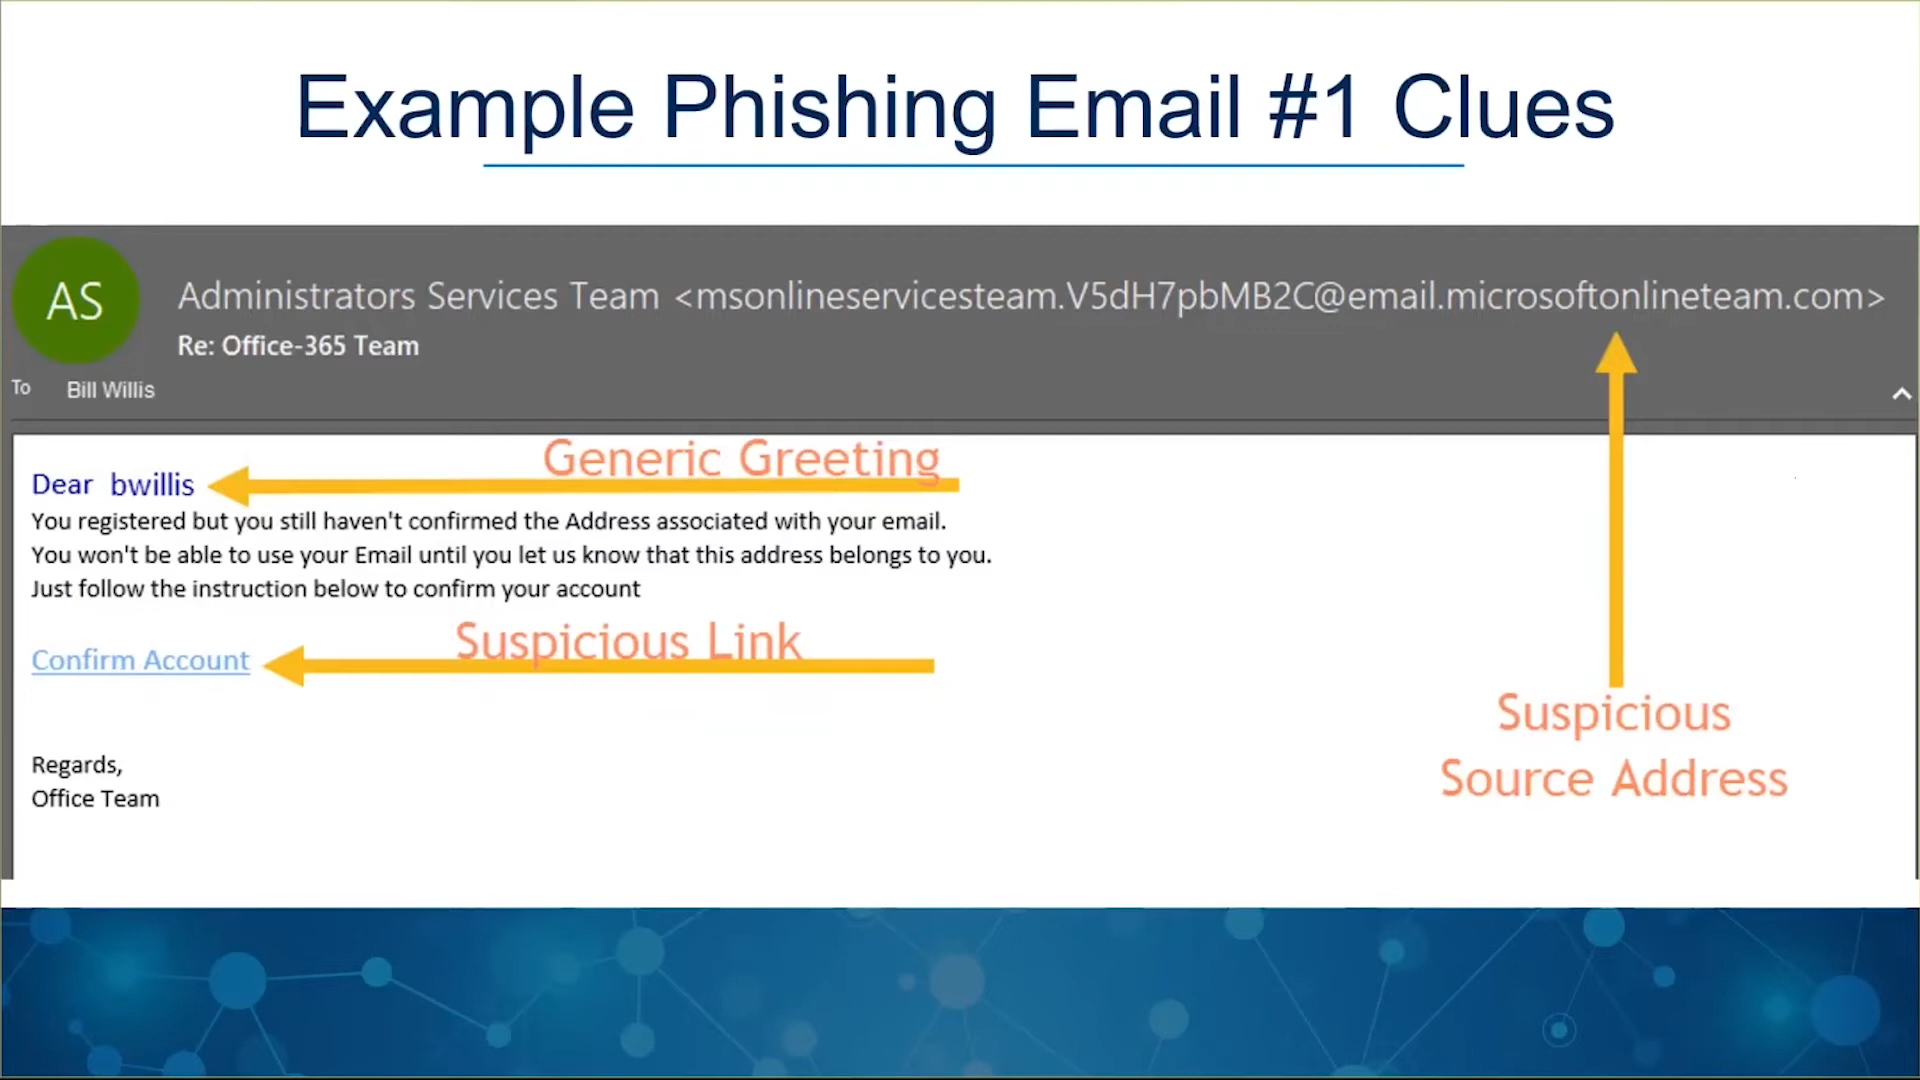 Example Phishing Email #1 Clues
AS
Administrators Services Team <msonlineservicesteam.V5dH7pbMB2C@email.microsoftonlineteam.com>
Re: Office-365 Team
To Bill Willis
Generic Greeting
Dear bwillis
You registered but you still haven't confirmed the Address associated with your email.
You won't be able to use your Email until you let us know that this address belongs to you.
Just follow the instruction below to confirm your account
Suspicious Link
Confirm Account
Suspicious
Source Address
Regards,
Office Team